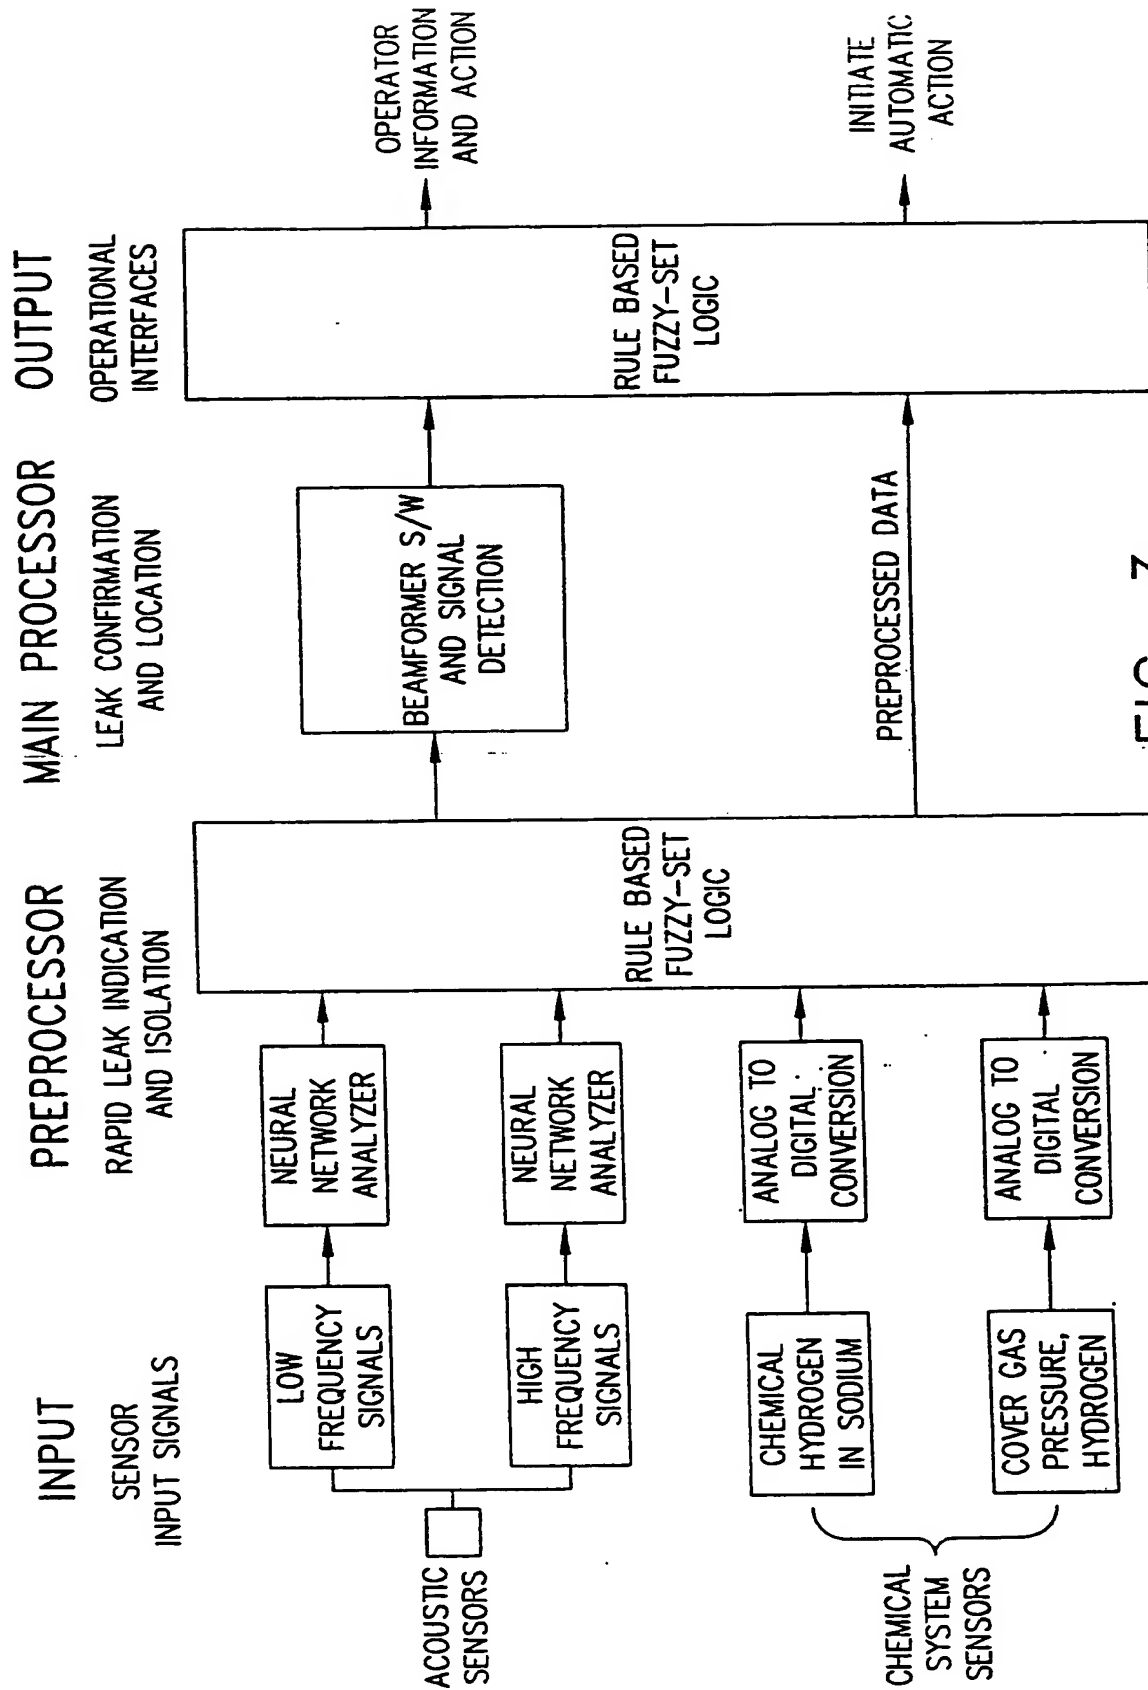 INPUT
SENSOR
INPUT SIGNALS
PREPROCESSOR
RAPID LEAK INDICATION
AND ISOLATION
MAIN PROCESSOR
LEAK CONFIRMATION
AND LOCATION
OUTPUT
OPERATIONAL
INTERFACES
ACOUSTIC
SENSORS
LOW
FREQUENCY
SIGNALS
NEURAL
NETWORK
ANALYZER
HIGH
FREQUENCY
SIGNALS
NEURAL
NETWORK
ANALYZER
CHEMICAL
SYSTEM
SENSORS
CHEMICAL
HYDROGEN
IN SODIUM
ANALOG TO
DIGITAL
CONVERSION
COVER GAS
PRESSURE,
HYDROGEN
ANALOG TO
DIGITAL
CONVERSION
RULE BASED
FUZZY-SET
LOGIC
BEAMFORMER S/W
AND SIGNAL
DETECTION
PREPROCESSED DATA
RULE BASED
FUZZY-SET
LOGIC
OPERATOR
INFORMATION
AND ACTION
INITIATE
AUTOMATIC
ACTION